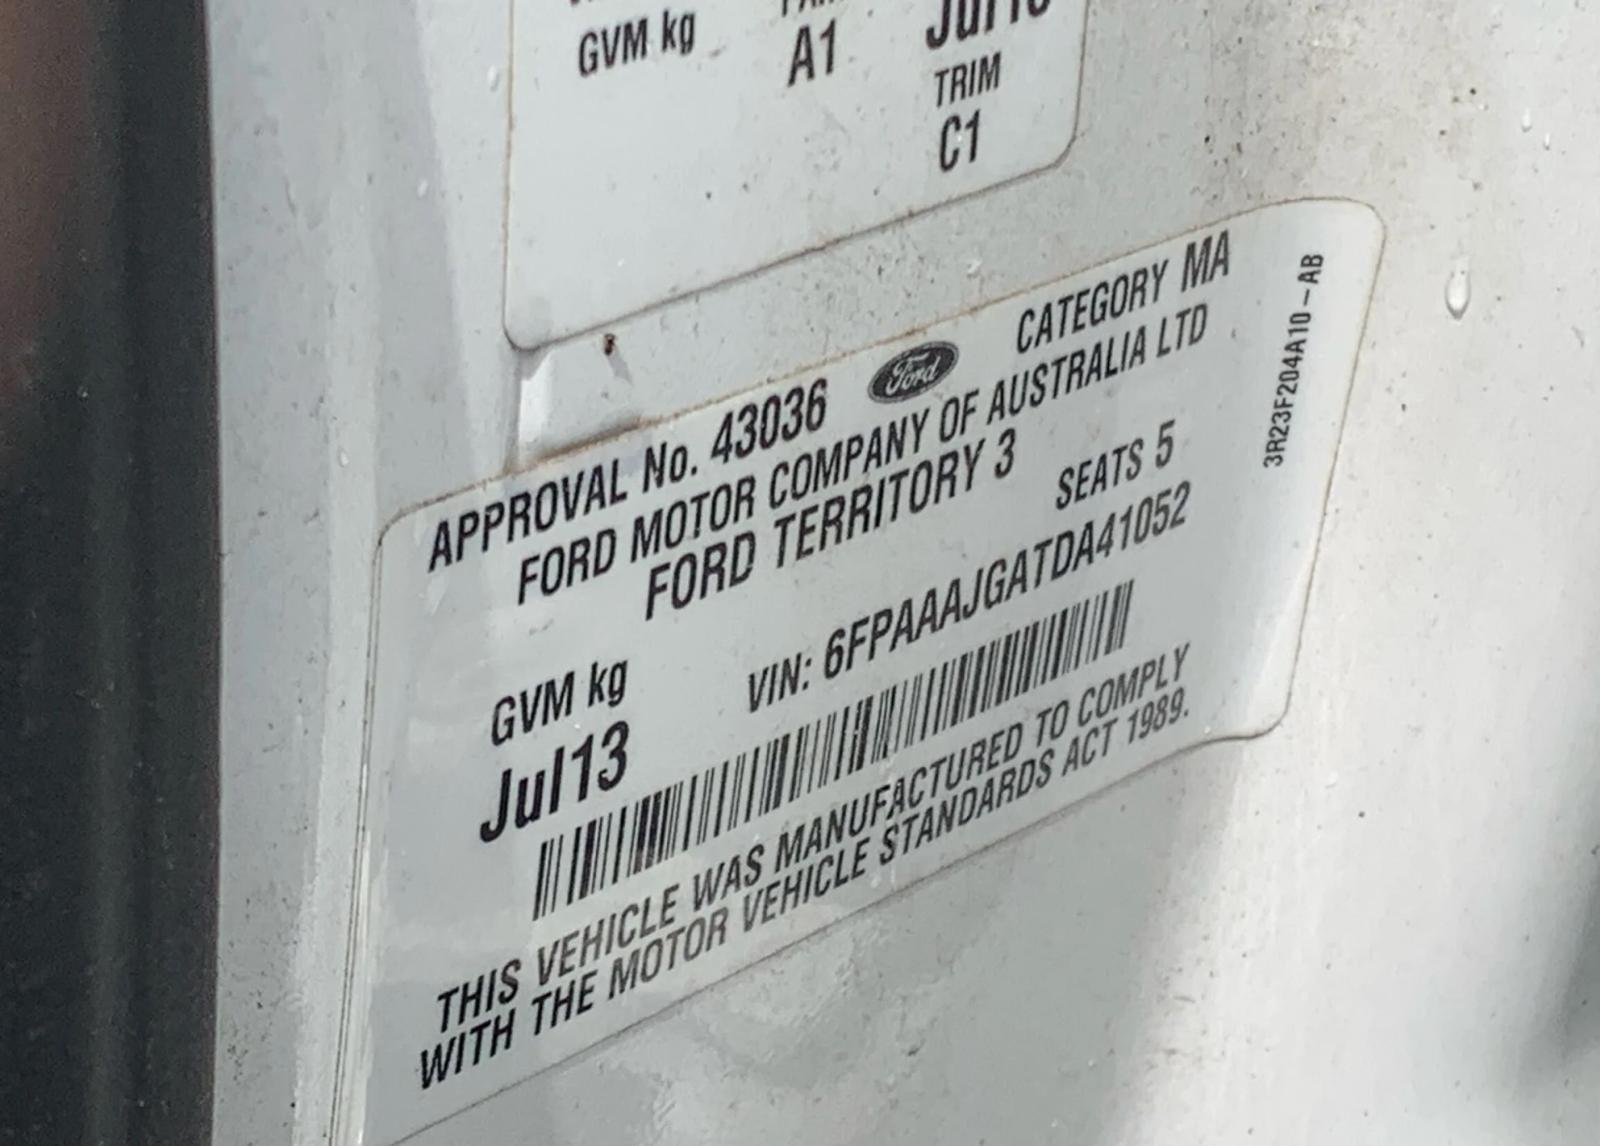 GVM kg
A1
TRIM
C1
APPROVAL No. 43036 Ford CATEGORY MA
FORD MOTOR COMPANY OF AUSTRALIA LTD
FORD TERRITORY 3
SEATS 5
GVM kg VIN: 6FPAAAJGATDA41052
Jul13
THIS VEHICLE WAS MANUFACTURED TO COMPLY
WITH THE MOTOR VEHICLE STANDARDS ACT 1989.
3R23F204A10-AB